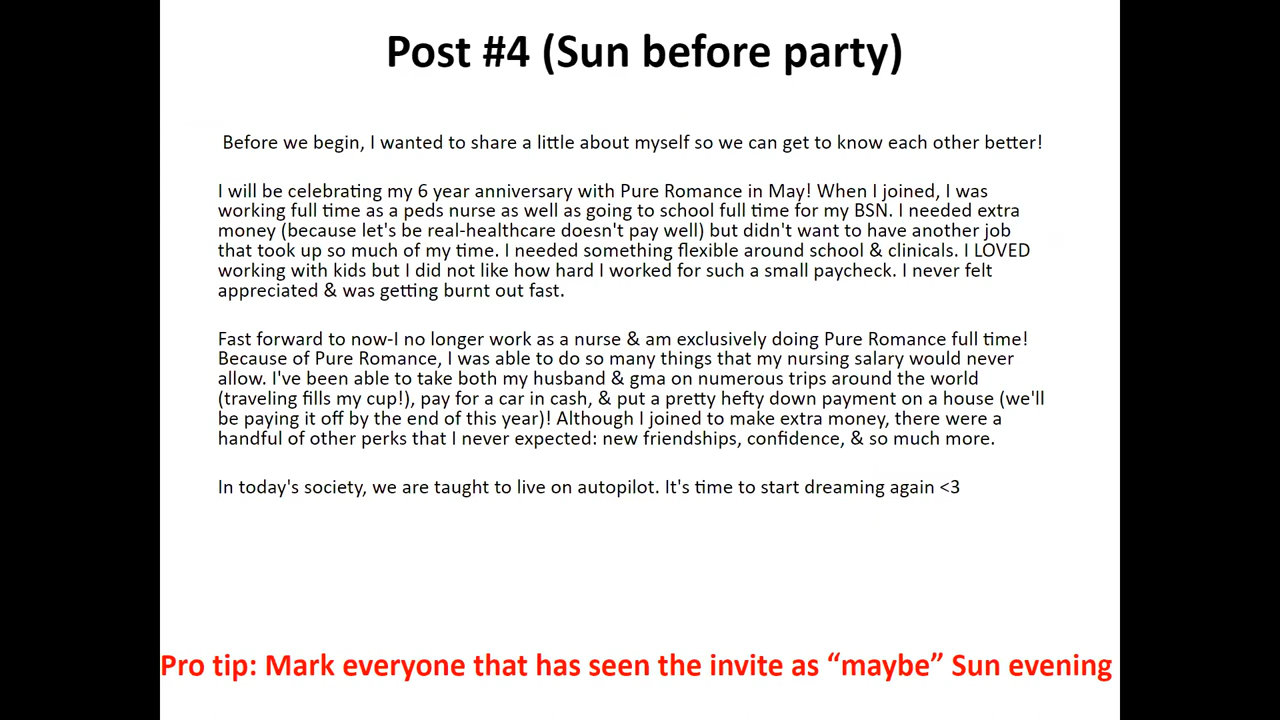 Post #4 (Sun before party)
Before we begin, I wanted to share a little about myself so we can get to know each other better!
I will be celebrating my 6 year anniversary with Pure Romance in May! When I joined, I was
working full time as a peds nurse as well as going to school full time for my BSN. I needed extra
money (because let's be real-healthcare doesn't pay well) but didn't want to have another job
that took up so much of my time. I needed something flexible around school & clinicals. I LOVED
working with kids but I did not like how hard I worked for such a small paycheck. I never felt
appreciated & was getting burnt out fast.
Fast forward to now-I no longer work as a nurse & am exclusively doing Pure Romance full time!
Because of Pure Romance, I was able to do so many things that my nursing salary would never
allow. I've been able to take both my husband & gma on numerous trips around the world
(traveling fills my cup!), pay for a car in cash, & put a pretty hefty down payment on a house (we'll
be paying it off by the end of this year)! Although I joined to make extra money, there were a
handful of other perks that I never expected: new friendships, confidence, & so much more.
In today's society, we are taught to live on autopilot. It's time to start dreaming again <3
Pro tip: Mark everyone that has seen the invite as “maybe” Sun evening